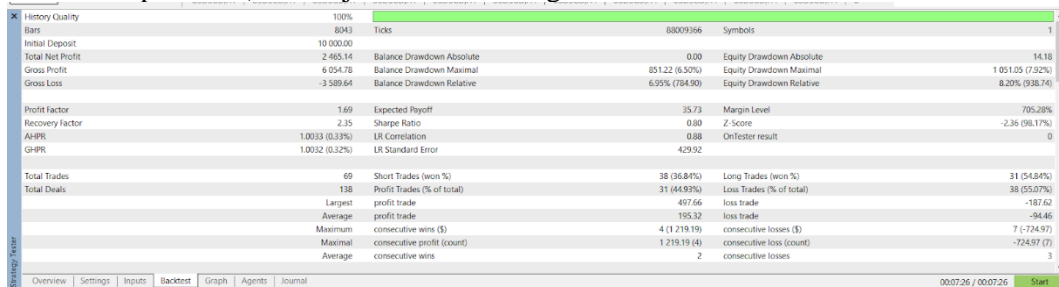 History Quality 100%
Bars 8043 Ticks 88009366 Symbols 1
Initial Deposit 10 000.00
Total Net Profit 2 465.14 Balance Drawdown Absolute 0.00 Equity Drawdown Absolute 14.18
Gross Profit 6 054.78 Balance Drawdown Maximal 851.22 (6.50%) Equity Drawdown Maximal 1 051.05 (7.92%)
Gross Loss -3 589.64 Balance Drawdown Relative 6.95% (784.90) Equity Drawdown Relative 8.20% (938.74)
Profit Factor 1.69 Expected Payoff 35.73 Margin Level 705.28%
Recovery Factor 2.35 Sharpe Ratio 0.80 Z-Score -2.36 (98.17%)
AHPR 1.0033 (0.33%) LR Correlation 0.88 OnTester result 0
GHPR 1.0032 (0.32%) LR Standard Error 429.92
Total Trades 69 Short Trades (won %) 38 (36.84%) Long Trades (won %) 31 (54.84%)
Total Deals 138 Profit Trades (% of total) 31 (44.93%) Loss Trades (% of total) 38 (55.07%)
Largest profit trade 497.66 loss trade -187.62
Average profit trade 195.32 loss trade -94.46
Maximum consecutive wins ($) 4 (1 219.19) consecutive losses ($) 7 (-724.97)
Maximal consecutive profit (count) 1 219.19 (4) consecutive loss (count) -724.97 (7)
Average consecutive wins 2 consecutive losses 3
Strategy Tester
Overview | Settings | Inputs | Backtest | Graph | Agents | Journal 00:07:26 / 00:07:26 Start